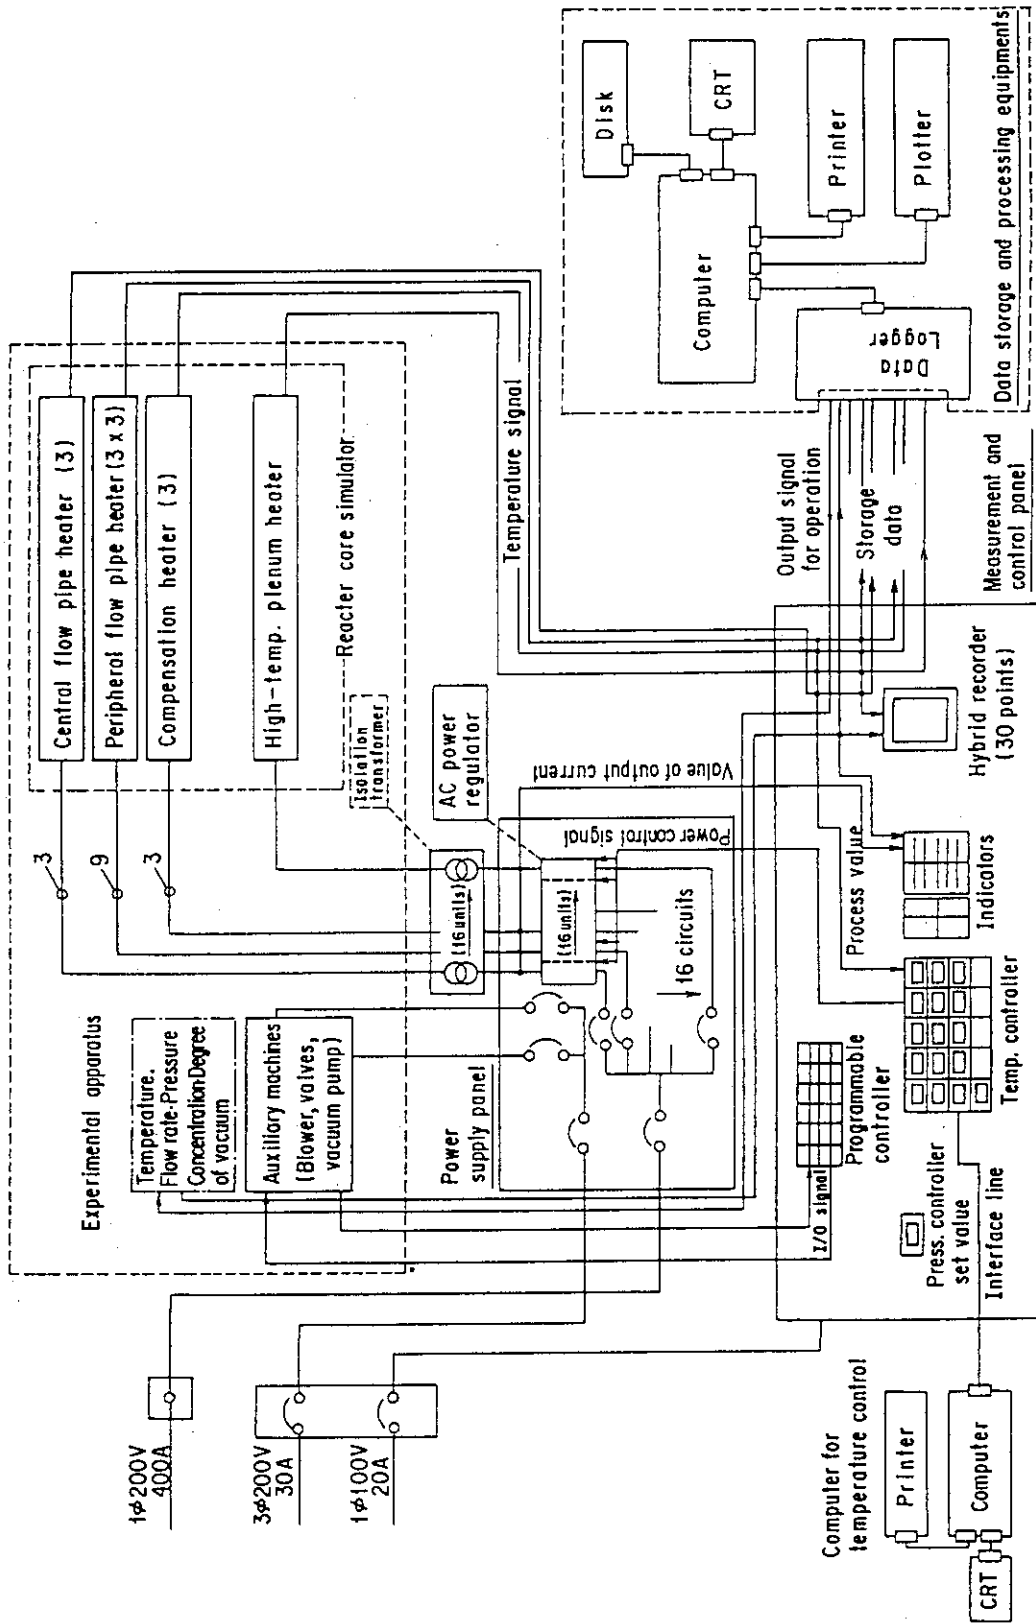 1φ200V
400A
3φ200V
30A
1φ100V
20A
Experimental apparatus
Temperature.
Flow rate·Pressure
Concentration·Degree
of vacuum
Auxiliory machines
(Blower, valves,
vacuum pump)
3
9
3
Central flow pipe heater (3)
Peripheral flow pipe heater (3 x 3)
Compensation heater (3)
High-temp. plenum heater
Reacter core simulator
Isolation
transformer
(16 units)
AC power
regulator
(16 units)
Power
supply panel
16 circuits
Power control signal
Value of output current
Temperature signal
Process value
I/O signal
Programmable
controller
Press. controller
set value
Interface line
Temp. controller
Indicators
Hybrid recorder
(30 points)
Measurement and
control panel
Output signal
for operation
Storage
data
Computer for
temperature control
Printer
Computer
CRT
Data
Logger
Computer
Disk
CRT
Printer
Plotter
Data storage and processing equipments